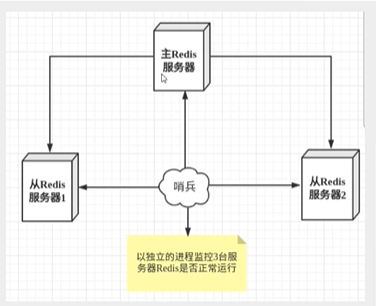 主Redis
服务器
从Redis
服务器1
哨兵
从Redis
服务器2
以独立的进程监控3台服
务器Redis是否正常运行